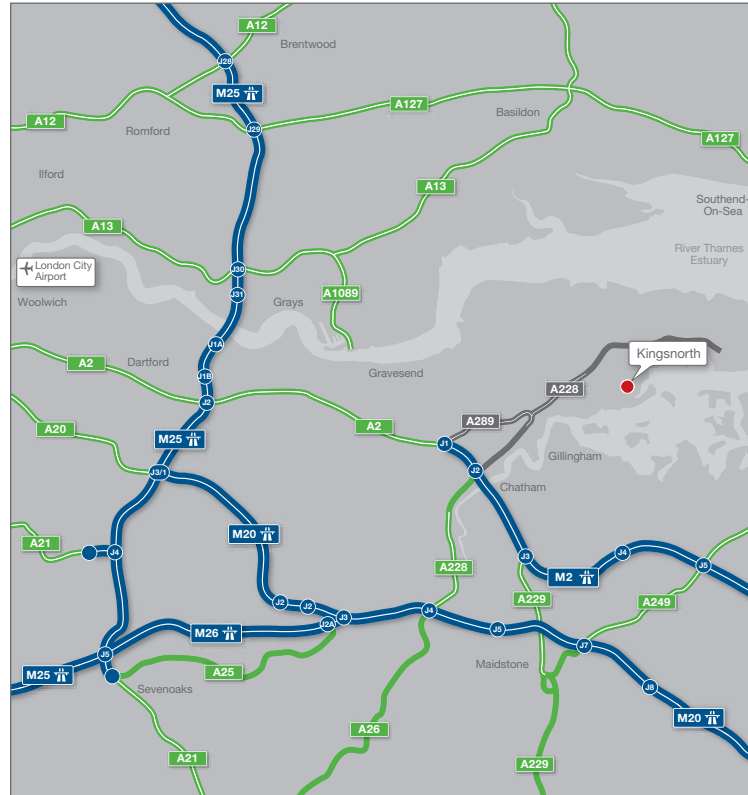 A12
Brentwood
J28
M25
A127
A12
Basildon
Romford
J29
A127
Ilford
A13
Southend-
On-Sea
A13
River Thames
Estuary
London City
Airport
J30
Woolwich
J31
Grays
A1089
J1A
Kingsnorth
A2
Dartford
Gravesend
J1B
A228
J2
A289
A20
A2
M25
J1
Gillingham
J3/1
J2
Chatham
M20
A21
J4
J3
J4
A228
M2
J5
A229
A249
J2
J2
J4
J3
J2A
M26
J5
J7
J5
Maidstone
M25
A25
Sevenoaks
J8
M20
A26
A21
A229